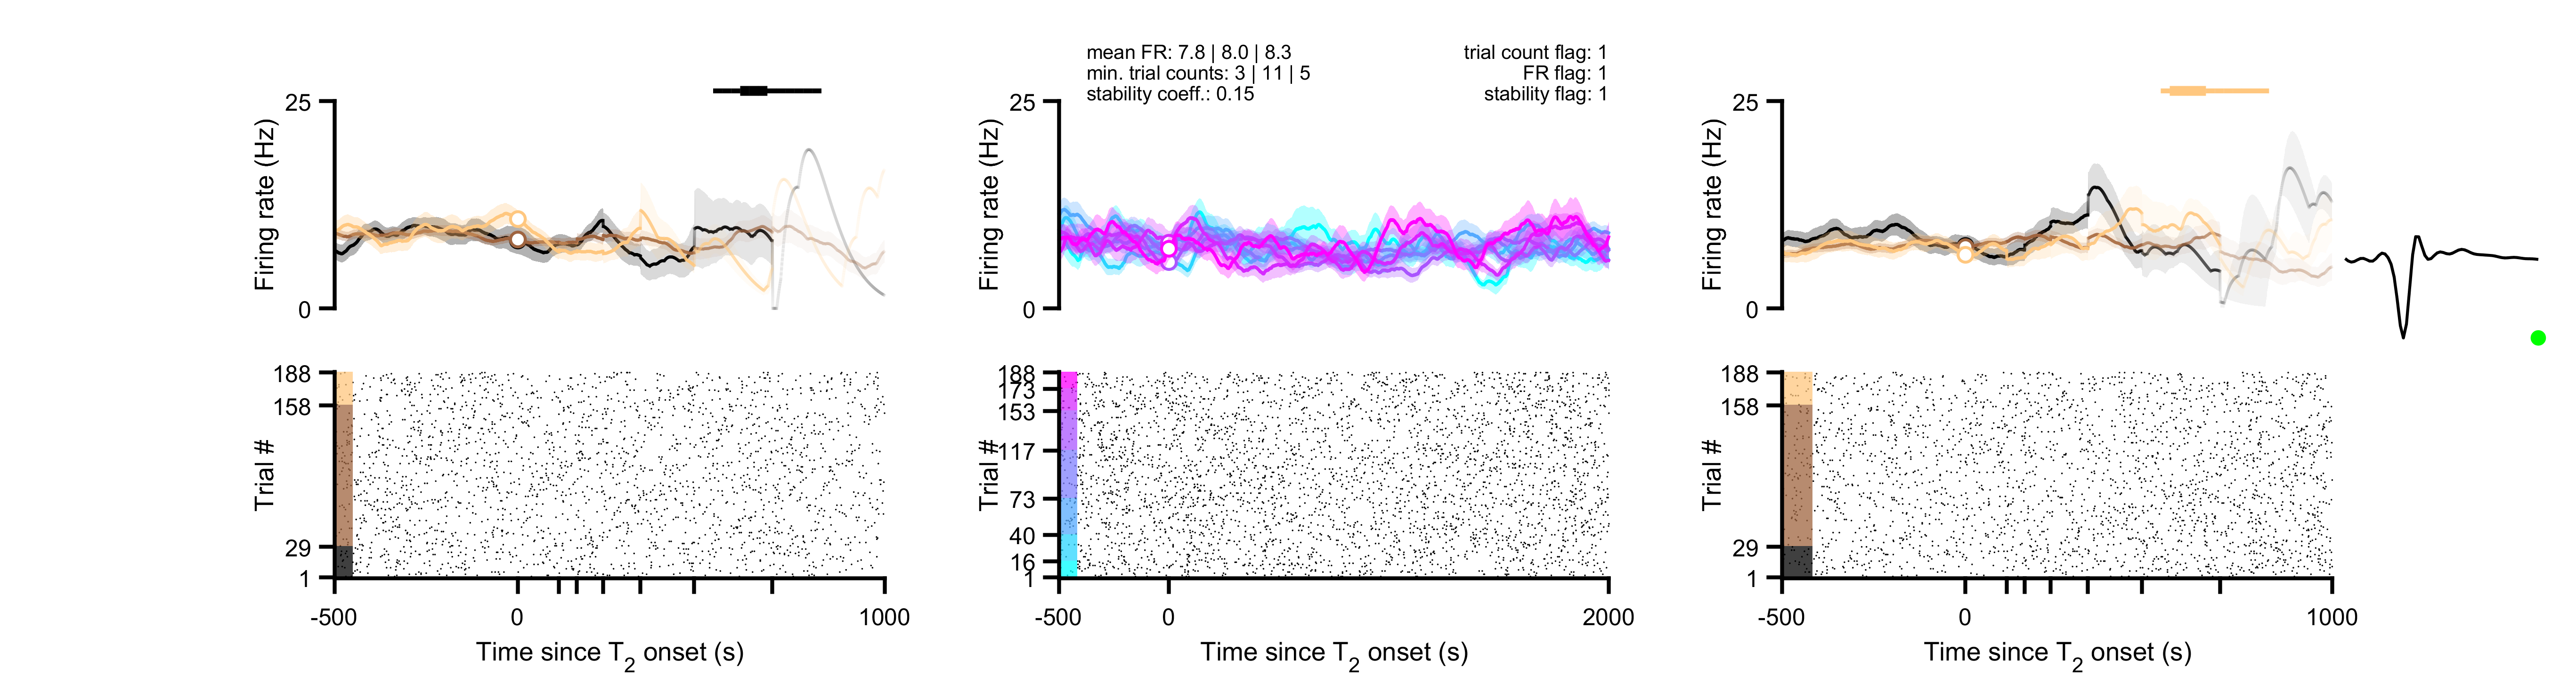 mean FR: 7.8 | 8.0 | 8.3
min. trial counts: 3 | 11 | 5
stability coeff.: 0.15
trial count flag: 1
FR flag: 1
stability flag: 1
25
0
Firing rate (Hz)
25
0
Firing rate (Hz)
25
0
Firing rate (Hz)
188
158
29
1
Trial #
-500
0
1000
Time since T2 onset (s)
188
173
153
117
73
40
16
1
Trial #
-500
0
2000
Time since T2 onset (s)
188
158
29
1
Trial #
-500
0
1000
Time since T2 onset (s)